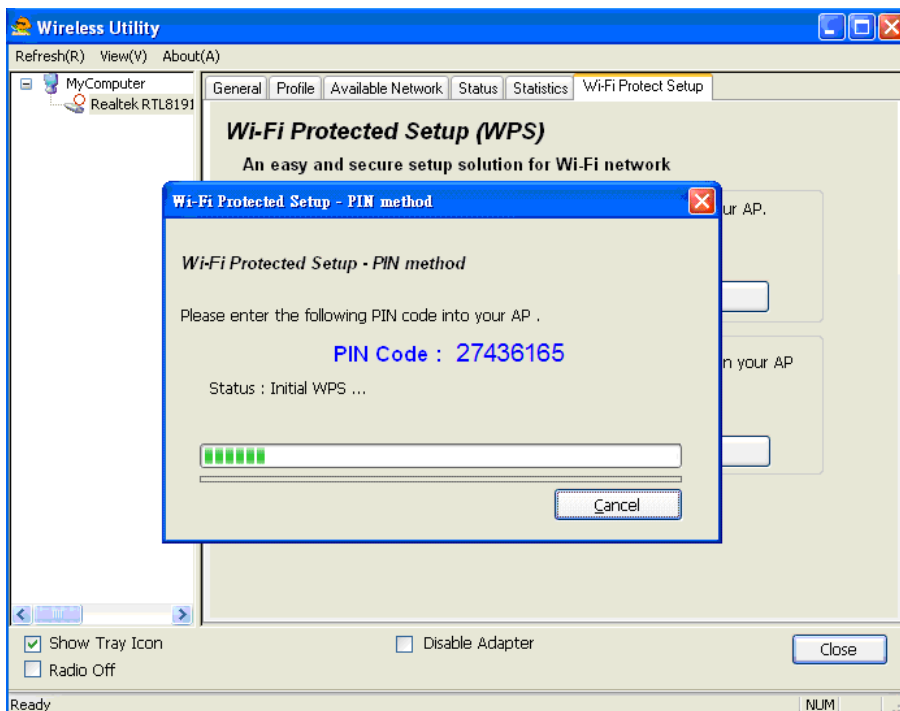 Wireless Utility
Refresh(R) View(V) About(A)
MyComputer
Realtek RTL8191
General Profile Available Network Status Statistics Wi-Fi Protect Setup
Wi-Fi Protected Setup (WPS)
An easy and secure setup solution for Wi-Fi network
ur AP.
n your AP
Wi-Fi Protected Setup - PIN method
Wi-Fi Protected Setup - PIN method
Please enter the following PIN code into your AP .
PIN Code : 27436165
Status : Initial WPS ...
Cancel
Show Tray Icon
Disable Adapter
Close
Radio Off
Ready
NUM